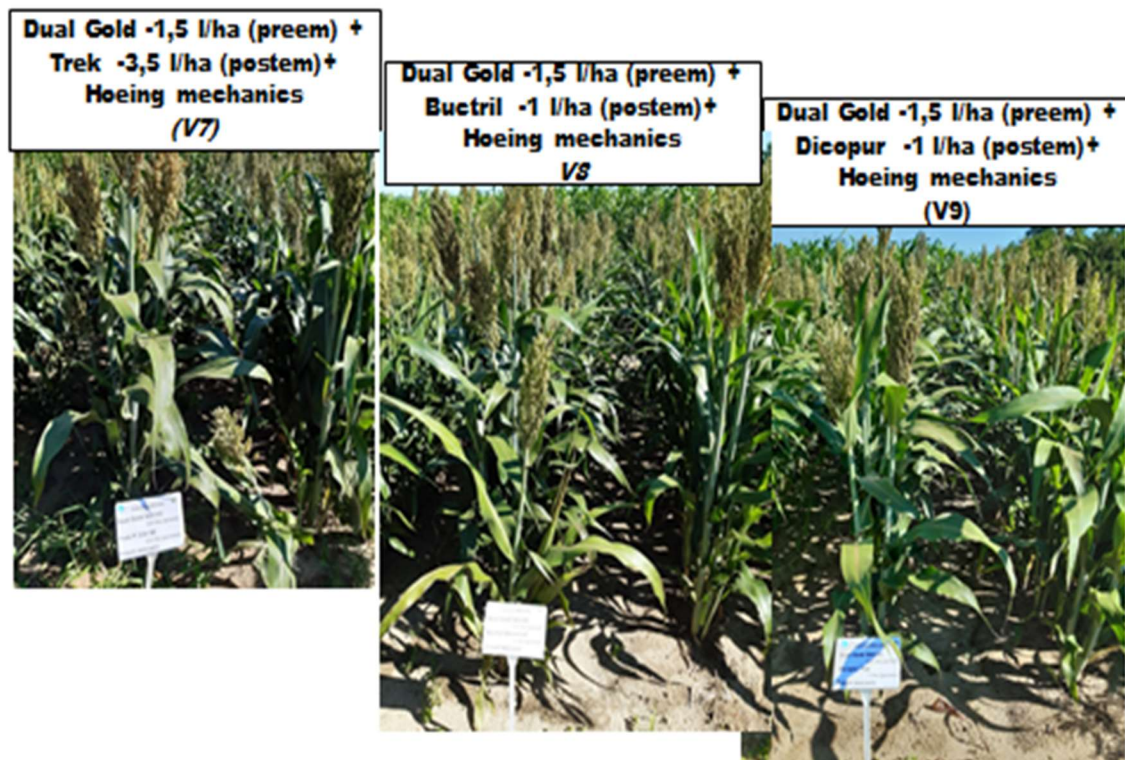 Dual Gold -1,5 l/ha (preem) +
Trek -3,5 l/ha (postem)+
Hoeing mechanics
(V7)
Dual Gold -1,5 l/ha (preem) +
Buctril -1 l/ha (postem)+
Hoeing mechanics
V8
Dual Gold -1,5 l/ha (preem) +
Dicopur -1 l/ha (postem)+
Hoeing mechanics
(V9)